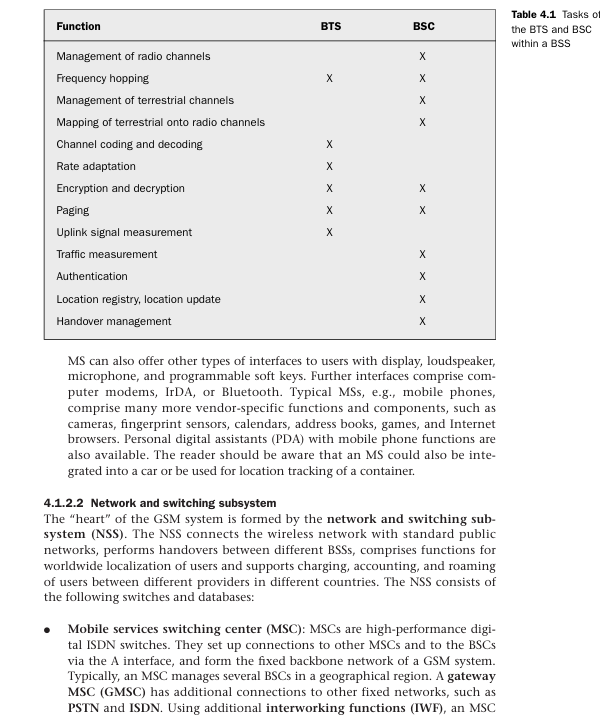 Function BTS BSC
Management of radio channels X
Frequency hopping X X
Management of terrestrial channels X
Mapping of terrestrial onto radio channels X
Channel coding and decoding X
Rate adaptation X
Encryption and decryption X X
Paging X X
Uplink signal measurement X
Traffic measurement X
Authentication X
Location registry, location update X
Handover management X
Table 4.1 Tasks of
the BTS and BSC
within a BSS
MS can also offer other types of interfaces to users with display, loudspeaker,
microphone, and programmable soft keys. Further interfaces comprise com-
puter modems, IrDA, or Bluetooth. Typical MSs, e.g., mobile phones,
comprise many more vendor-specific functions and components, such as
cameras, fingerprint sensors, calendars, address books, games, and Internet
browsers. Personal digital assistants (PDA) with mobile phone functions are
also available. The reader should be aware that an MS could also be inte-
grated into a car or be used for location tracking of a container.
4.1.2.2 Network and switching subsystem
The “heart” of the GSM system is formed by the network and switching sub-
system (NSS). The NSS connects the wireless network with standard public
networks, performs handovers between different BSSs, comprises functions for
worldwide localization of users and supports charging, accounting, and roaming
of users between different providers in different countries. The NSS consists of
the following switches and databases:
● Mobile services switching center (MSC): MSCs are high-performance digi-
tal ISDN switches. They set up connections to other MSCs and to the BSCs
via the A interface, and form the fixed backbone network of a GSM system.
Typically, an MSC manages several BSCs in a geographical region. A gateway
MSC (GMSC) has additional connections to other fixed networks, such as
PSTN and ISDN. Using additional interworking functions (IWF), an MSC